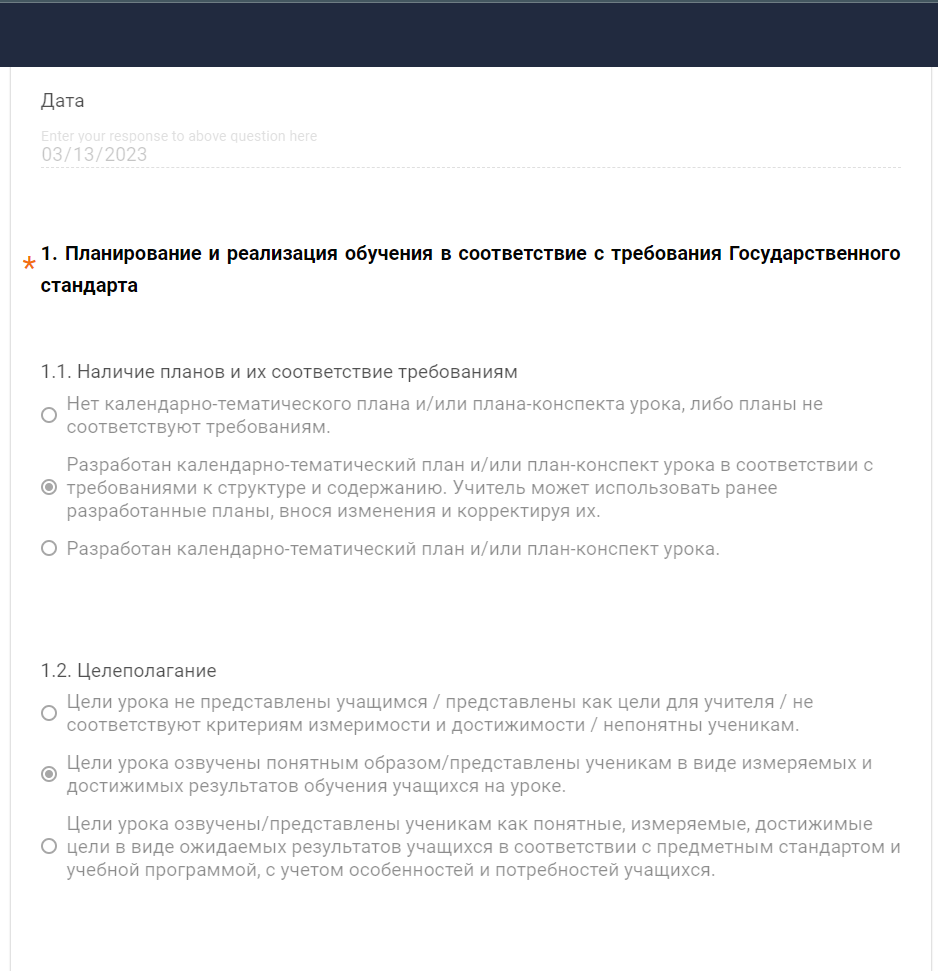 Дата
Enter your response to above question here
03/13/2023
1. Планирование и реализация обучения в соответствие с требования Государственного
* стандарта
1.1. Наличие планов и их соответствие требованиям
Нет календарно-тематического плана и/или плана-конспекта урока, либо планы не
соответствуют требованиям.
Разработан календарно-тематический план и/или план-конспект урока в соответствии с
требованиями к структуре и содержанию. Учитель может использовать ранее
разработанные планы, внося изменения и корректируя их.
Разработан календарно-тематический план и/или план-конспект урока.
1.2. Целеполагание
Цели урока не представлены учащимся / представлены как цели для учителя / не
соответствуют критериям измеримости и достижимости / непонятны ученикам.
Цели урока озвучены понятным образом/представлены ученикам в виде измеряемых и
достижимых результатов обучения учащихся на уроке.
Цели урока озвучены/представлены ученикам как понятные, измеряемые, достижимые
цели в виде ожидаемых результатов учащихся в соответствии с предметным стандартом и
учебной программой, с учетом особенностей и потребностей учащихся.